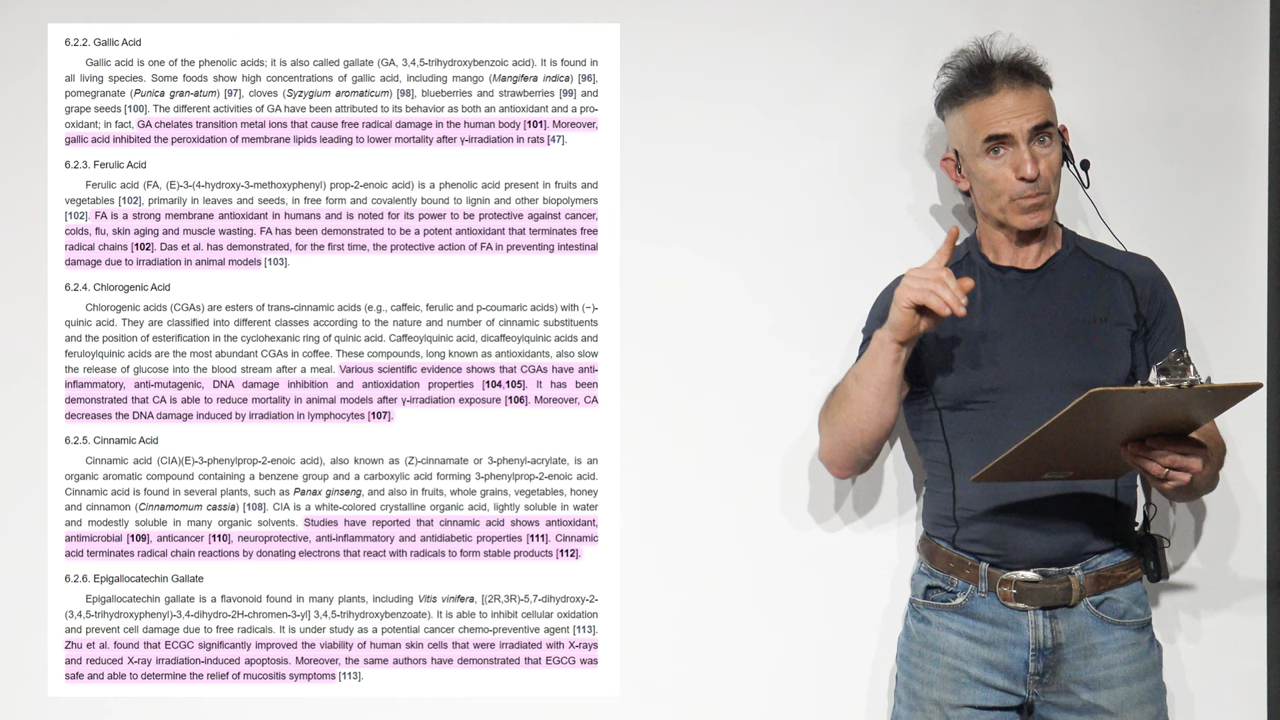 6.2.2. Gallic Acid
Gallic acid is one of the phenolic acids; it is also called gallate (GA, 3,4,5-trihydroxybenzoic acid). It is found in
all living species. Some foods show high concentrations of gallic acid, including mango (Mangifera indica) [96],
pomegranate (Punica gran-atum) [97], cloves (Syzygium aromaticum) [98], blueberries and strawberries [99] and
grape seeds [100]. The different activities of GA have been attributed to its behavior as both an antioxidant and a pro-
oxidant; in fact, GA chelates transition metal ions that cause free radical damage in the human body [101]. Moreover,
gallic acid inhibited the peroxidation of membrane lipids leading to lower mortality after γ-irradiation in rats [47].
6.2.3. Ferulic Acid
Ferulic acid (FA, (E)-3-(4-hydroxy-3-methoxyphenyl) prop-2-enoic acid) is a phenolic acid present in fruits and
vegetables [102], primarily in leaves and seeds, in free form and covalently bound to lignin and other biopolymers
[102]. FA is a strong membrane antioxidant in humans and is noted for its power to be protective against cancer,
colds, flu, skin aging and muscle wasting. FA has been demonstrated to be a potent antioxidant that terminates free
radical chains [102]. Das et al. has demonstrated, for the first time, the protective action of FA in preventing intestinal
damage due to irradiation in animal models [103].
6.2.4. Chlorogenic Acid
Chlorogenic acids (CGAs) are esters of trans-cinnamic acids (e.g., caffeic, ferulic and p-coumaric acids) with (−)-
quinic acid. They are classified into different classes according to the nature and number of cinnamic substituents
and the position of esterification in the cyclohexanic ring of quinic acid. Caffeoylquinic acids, dicaffeoylquinic acids and
feruloylquinic acids are the most abundant CGAs in coffee. These compounds, long known as antioxidants, also slow
the release of glucose into the blood stream after a meal. Various scientific evidence shows that CGAs have anti-
inflammatory, anti-mutagenic, DNA damage inhibition and antioxidation properties [104,105]. It has been
demonstrated that CA is able to reduce mortality in animal models after γ-irradiation exposure [106]. Moreover, CA
decreases the DNA damage induced by irradiation in lymphocytes [107].
6.2.5. Cinnamic Acid
Cinnamic acid (CIA)(E)-3-phenylprop-2-enoic acid), also known as (Z)-cinnamate or 3-phenyl-acrylate, is an
organic aromatic compound containing a benzene group and a carboxylic acid forming 3-phenylprop-2-enoic acid.
Cinnamic acid is found in several plants, such as Panax ginseng, and also in fruits, whole grains, vegetables, honey
and cinnamon (Cinnamomum cassia) [108]. CIA is a white-colored crystalline organic acid, lightly soluble in water
and modestly soluble in many organic solvents. Studies have reported that cinnamic acid shows antioxidant,
antimicrobial [109], anticancer [110], neuroprotective, anti-inflammatory and antidiabetic properties [111]. Cinnamic
acid terminates radical chain reactions by donating electrons that react with radicals to form stable products [112].
6.2.6. Epigallocatechin Gallate
Epigallocatechin gallate is a flavonoid found in many plants, including Vitis vinifera, [(2R,3R)-5,7-dihydroxy-2-
(3,4,5-trihydroxyphenyl)-3,4-dihydro-2H-chromen-3-yl] 3,4,5-trihydroxybenzoate). It is able to inhibit cellular oxidation
and prevent cell damage due to free radicals. It is under study as a potential cancer chemo-preventive agent [113].
Zhu et al. found that ECGC significantly improved the viability of human skin cells that were irradiated with X-rays
and reduced X-ray irradiation-induced apoptosis. Moreover, the same authors have demonstrated that EGCG was
safe and able to determine the relief of mucositis symptoms [113].